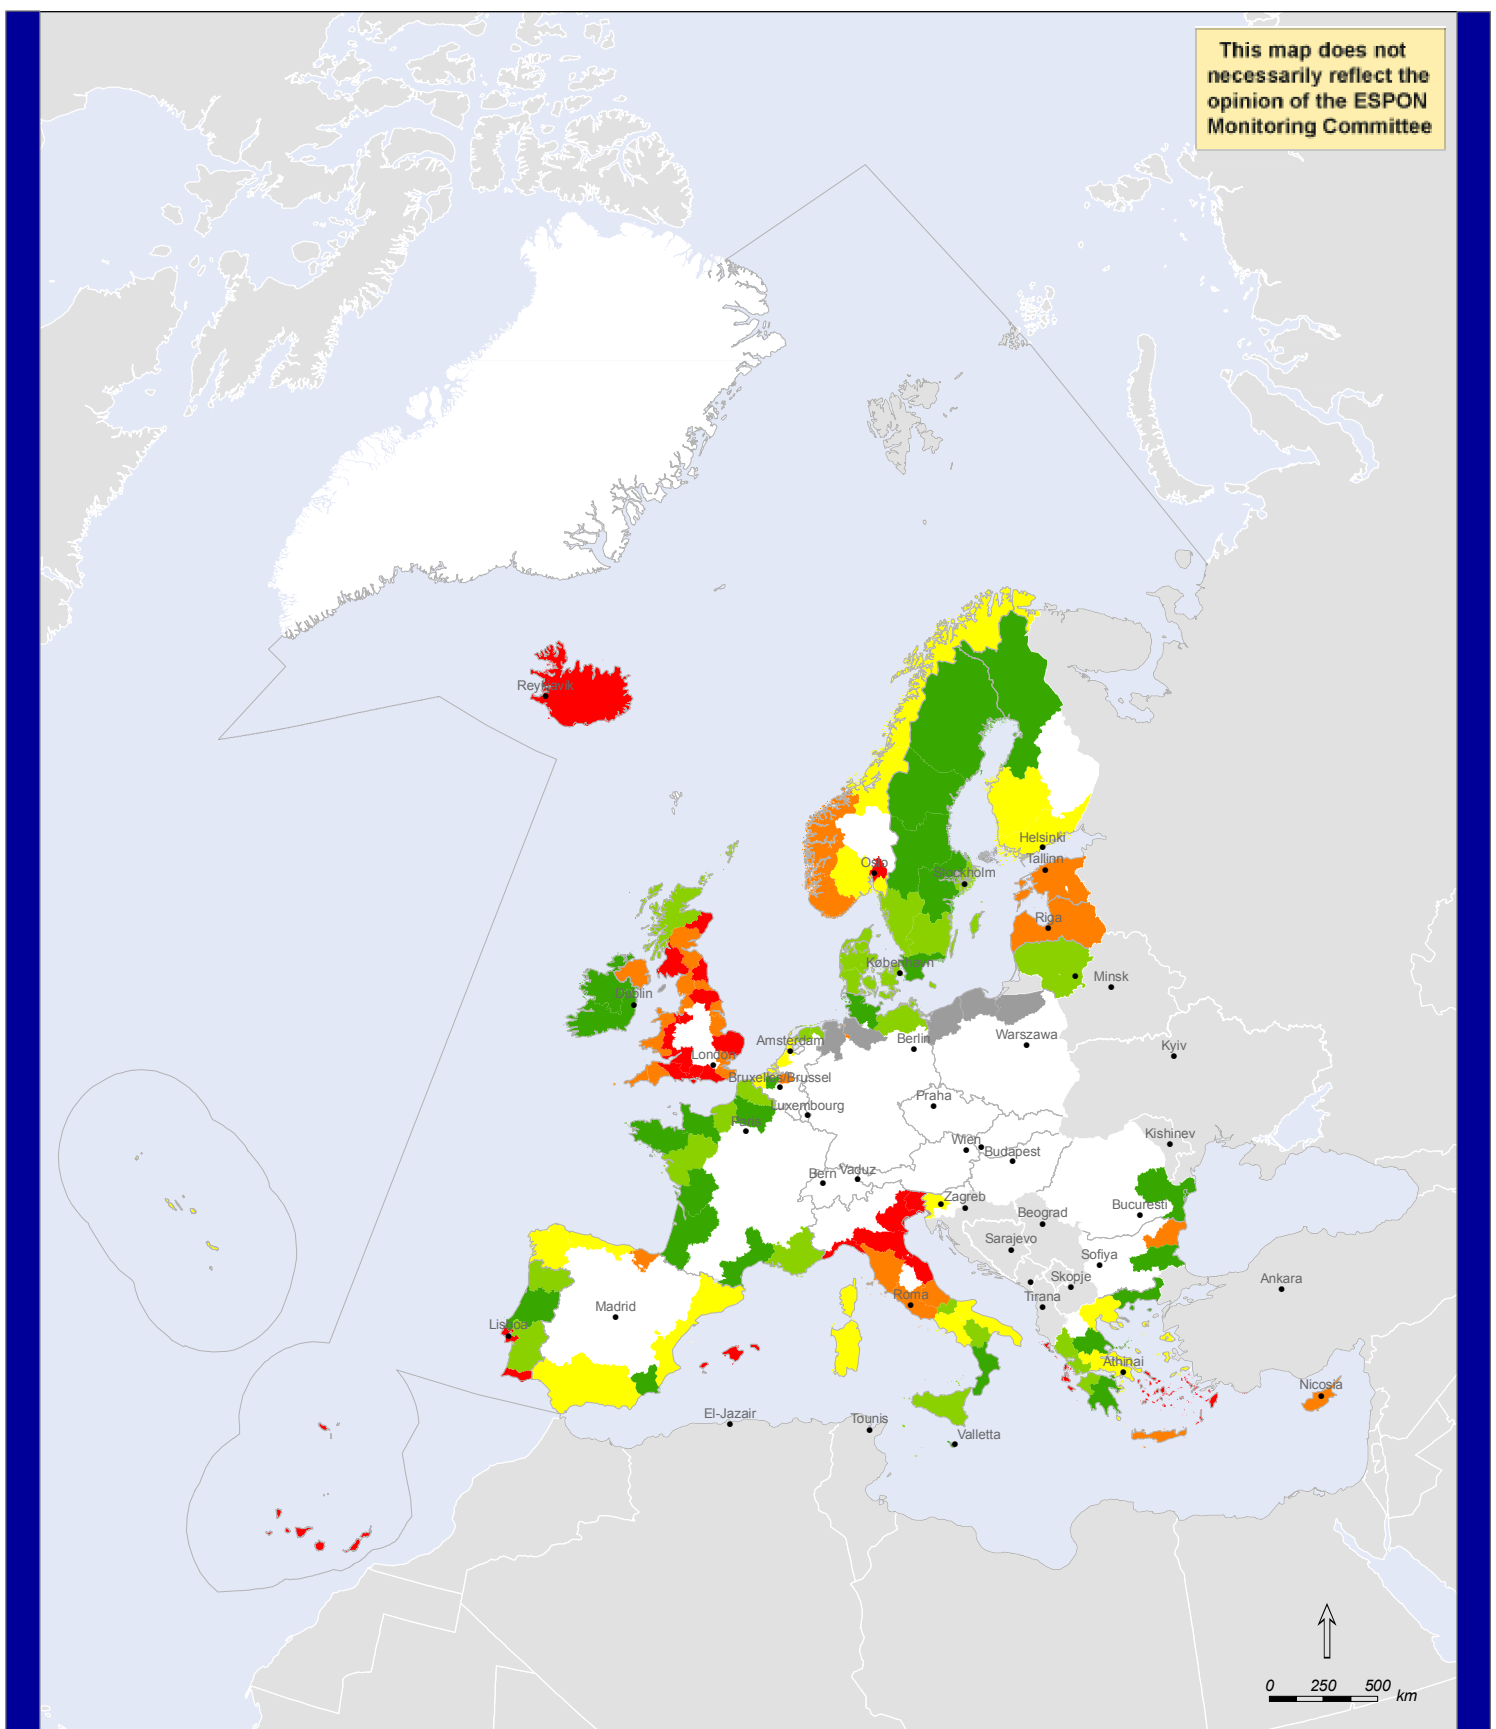 This map does not
necessarily reflect the
opinion of the ESPON
Monitoring Committee
Reykjavik
Helsinki
Oslo
Tallinn
Stockholm
Riga
København
Minsk
Dublin
Amsterdam
Berlin
Warszawa
Kyiv
London
Bruxelles/Brussel
Praha
Luxembourg
Paris
Kishinev
Wien
Budapest
Bern
Vaduz
Zagreb
Bucuresti
Beograd
Sarajevo
Sofiya
Skopje
Ankara
Roma
Tirana
Madrid
Lisboa
Athinai
Nicosia
El-Jazair
Tounis
Valletta
0 250 500
km